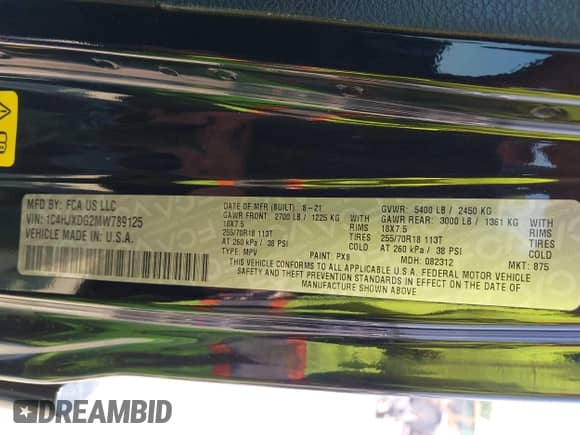 MFD BY: FCA US LLC
VIN: 1C4HJXDG2MW789125
VEHICLE MADE IN: U.S.A.
DATE OF MFR (BUILT): 8-21
GAWR FRONT: 2700 LB / 1225 KG
18X7.5
255/70R18 113T
AT 260 kPa / 38 PSI
TYPE: MPV
PAINT: PX8
WITH
RIMS
TIRES
COLD
GVWR: 5400 LB / 2450 KG
GAWR REAR: 3000 LB / 1361 KG
18X7.5
255/70R18 113T
AT 260 kPa / 38 PSI
MDH: 082312
WITH
RIMS
TIRES
COLD
MKT: 875
THIS VEHICLE CONFORMS TO ALL APPLICABLE U.S.A. FEDERAL MOTOR VEHICLE
SAFETY AND THEFT PREVENTION STANDARDS IN EFFECT ON THE DATE OF
MANUFACTURE SHOWN ABOVE
DREAMBID